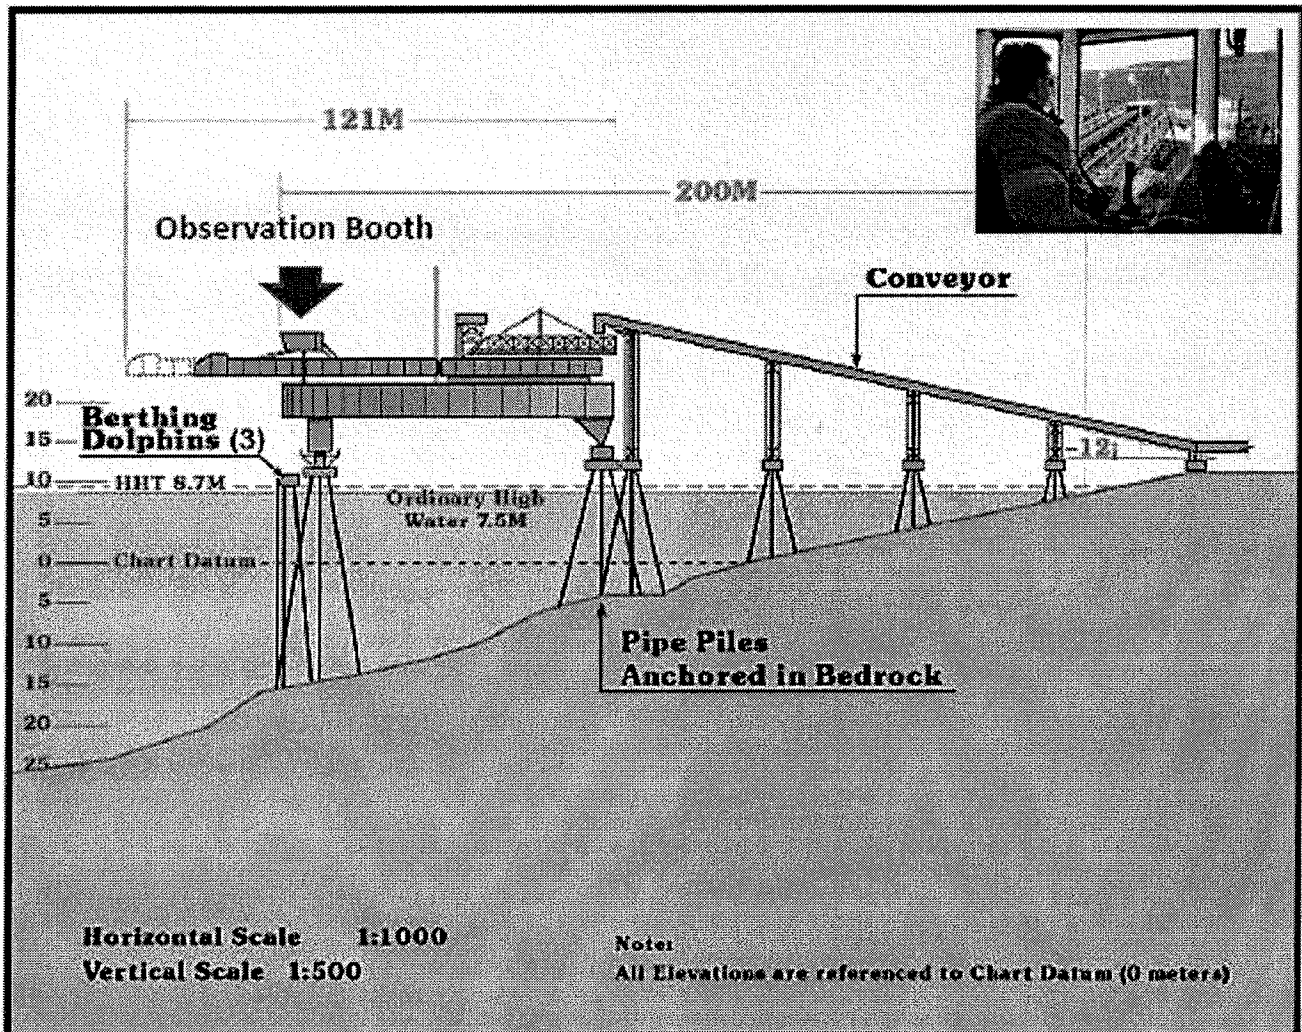 121M
200M
Observation Booth
Conveyor
20
Berthing
Dolphins (3)
15
10
HHT 8.7M
Ordinary High
Water 7.5M
5
0
Chart Datum
5
10
Pipe Piles
Anchored in Bedrock
15
20
25
Horizontal Scale 1:1000
Vertical Scale 1:500
Note:
All Elevations are referenced to Chart Datum (0 meters)